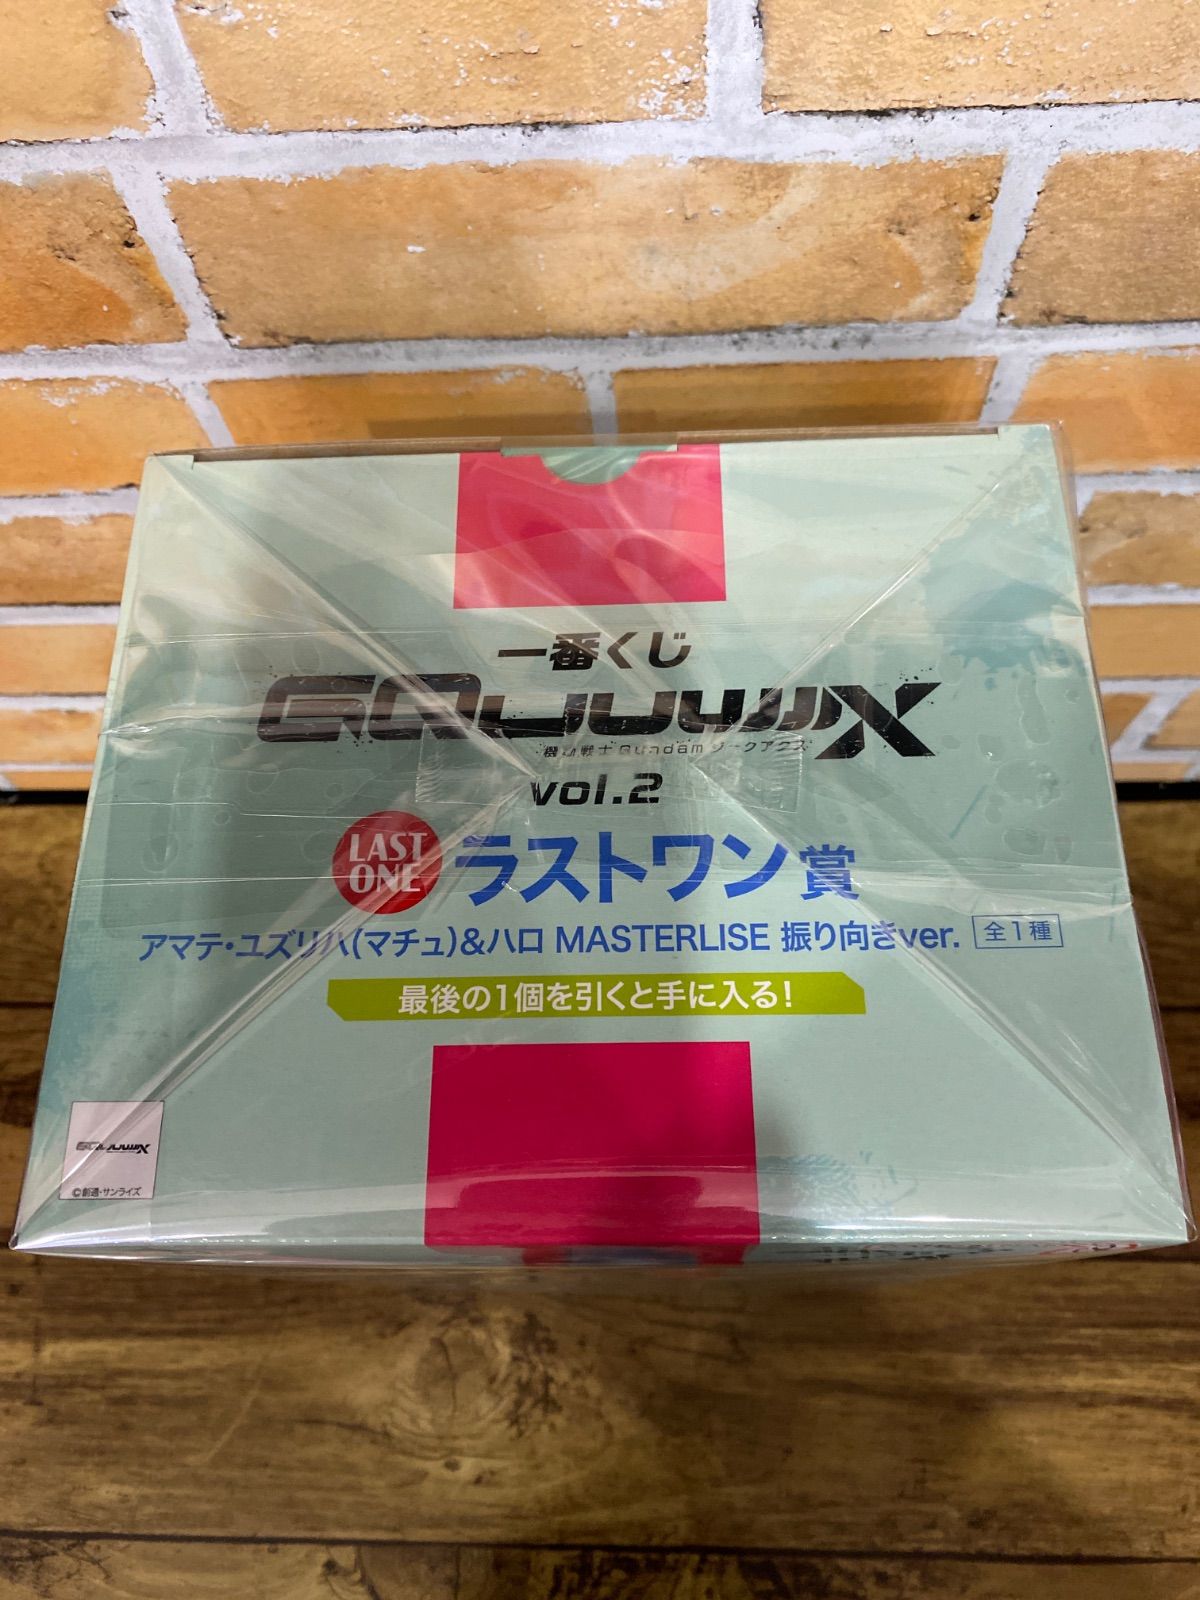 一番くじ
GQuuuuuuX
機動戦士Gundam ジークアクス
vol.2
LAST
ONE
ラストワン賞
アマテ・ユズリハ(マチュ)&ハロ MASTERLISE 振り向きver. 全1種
最後の1個を引くと手に入る!
GQuuuuuuX
©創通・サンライズ